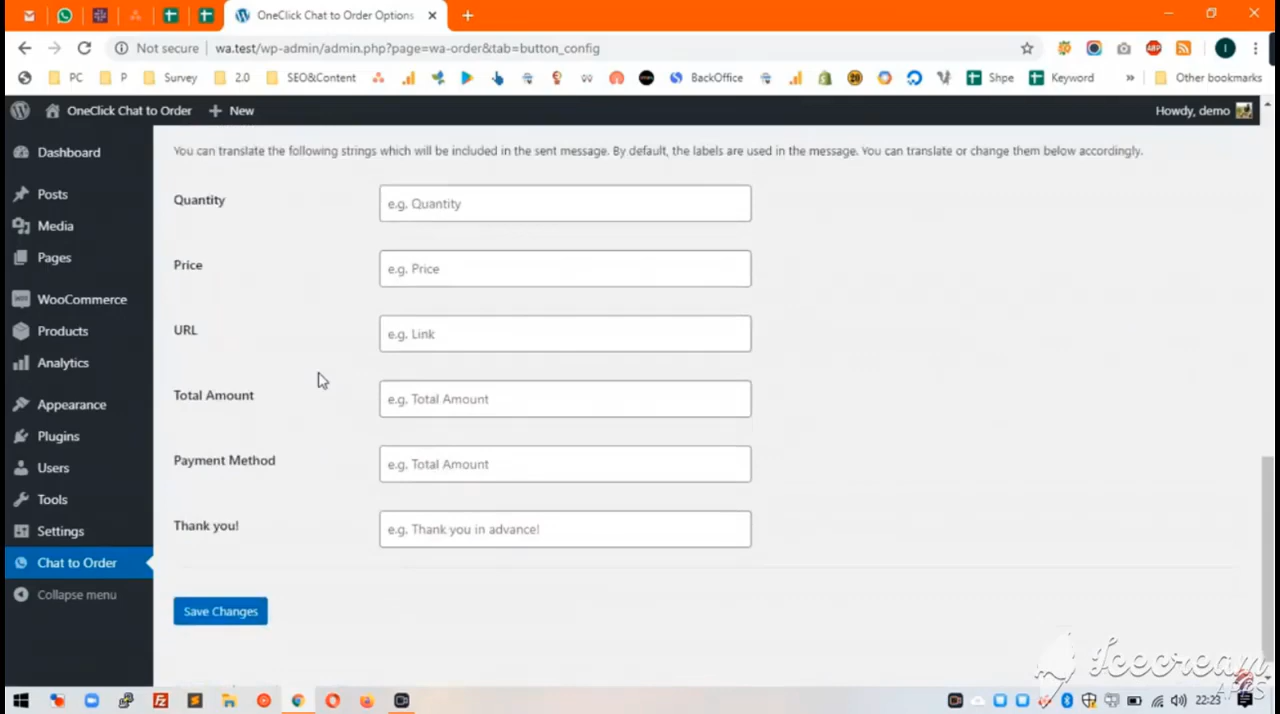 OneClick Chat to Order Options
Not secure
wa.test/wp-admin/admin.php?page=wa-order&tab=button_config
ABP
I
PC
P
Survey
2.0
SEO&Content
BackOffice
Shpe
Keyword
»
Other bookmarks
OneClick Chat to Order
New
Howdy, demo
Dashboard
Posts
Media
Pages
WooCommerce
Products
Analytics
Appearance
Plugins
Users
Tools
Settings
Chat to Order
Collapse menu
You can translate the following strings which will be included in the sent message. By default, the labels are used in the message. You can translate or change them below accordingly.
Quantity
e.g. Quantity
Price
e.g. Price
URL
e.g. Link
Total Amount
e.g. Total Amount
Payment Method
e.g. Total Amount
Thank you!
e.g. Thank you in advance!
Save Changes
Icecream
APPS
22:23